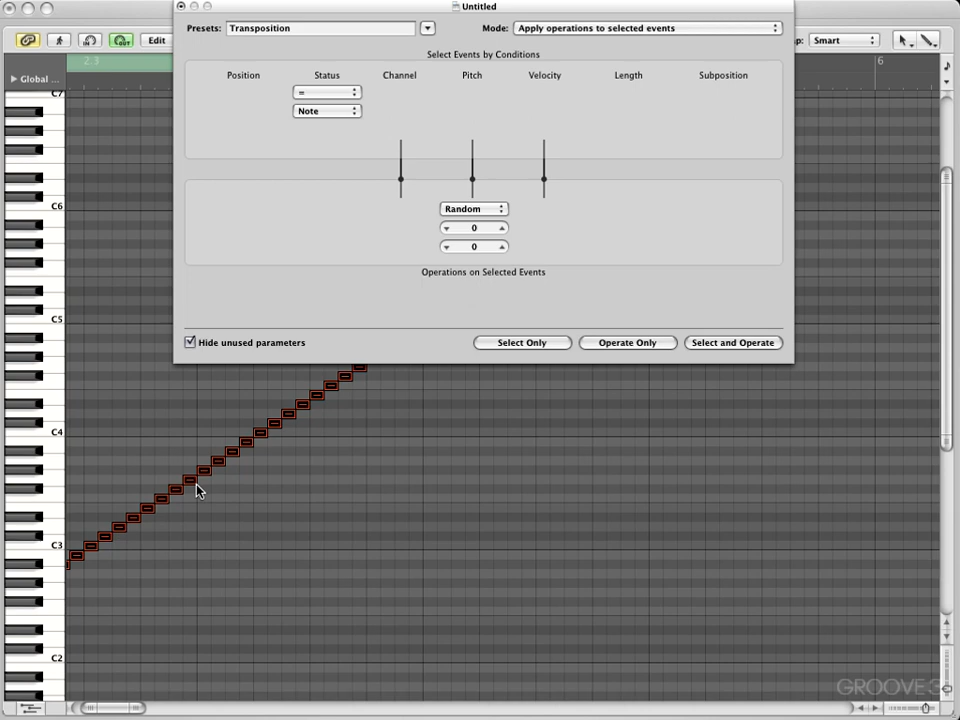 Untitled
Presets: Transposition Mode: Apply operations to selected events
Edit
Smart
Select Events by Conditions
2.3
6
Global ...
Position Status Channel Pitch Velocity Length Subposition
=
Note
C7
C6
Random
0
0
Operations on Selected Events
C5
Hide unused parameters Select Only Operate Only Select and Operate
C4
C3
C2
GROOVE3